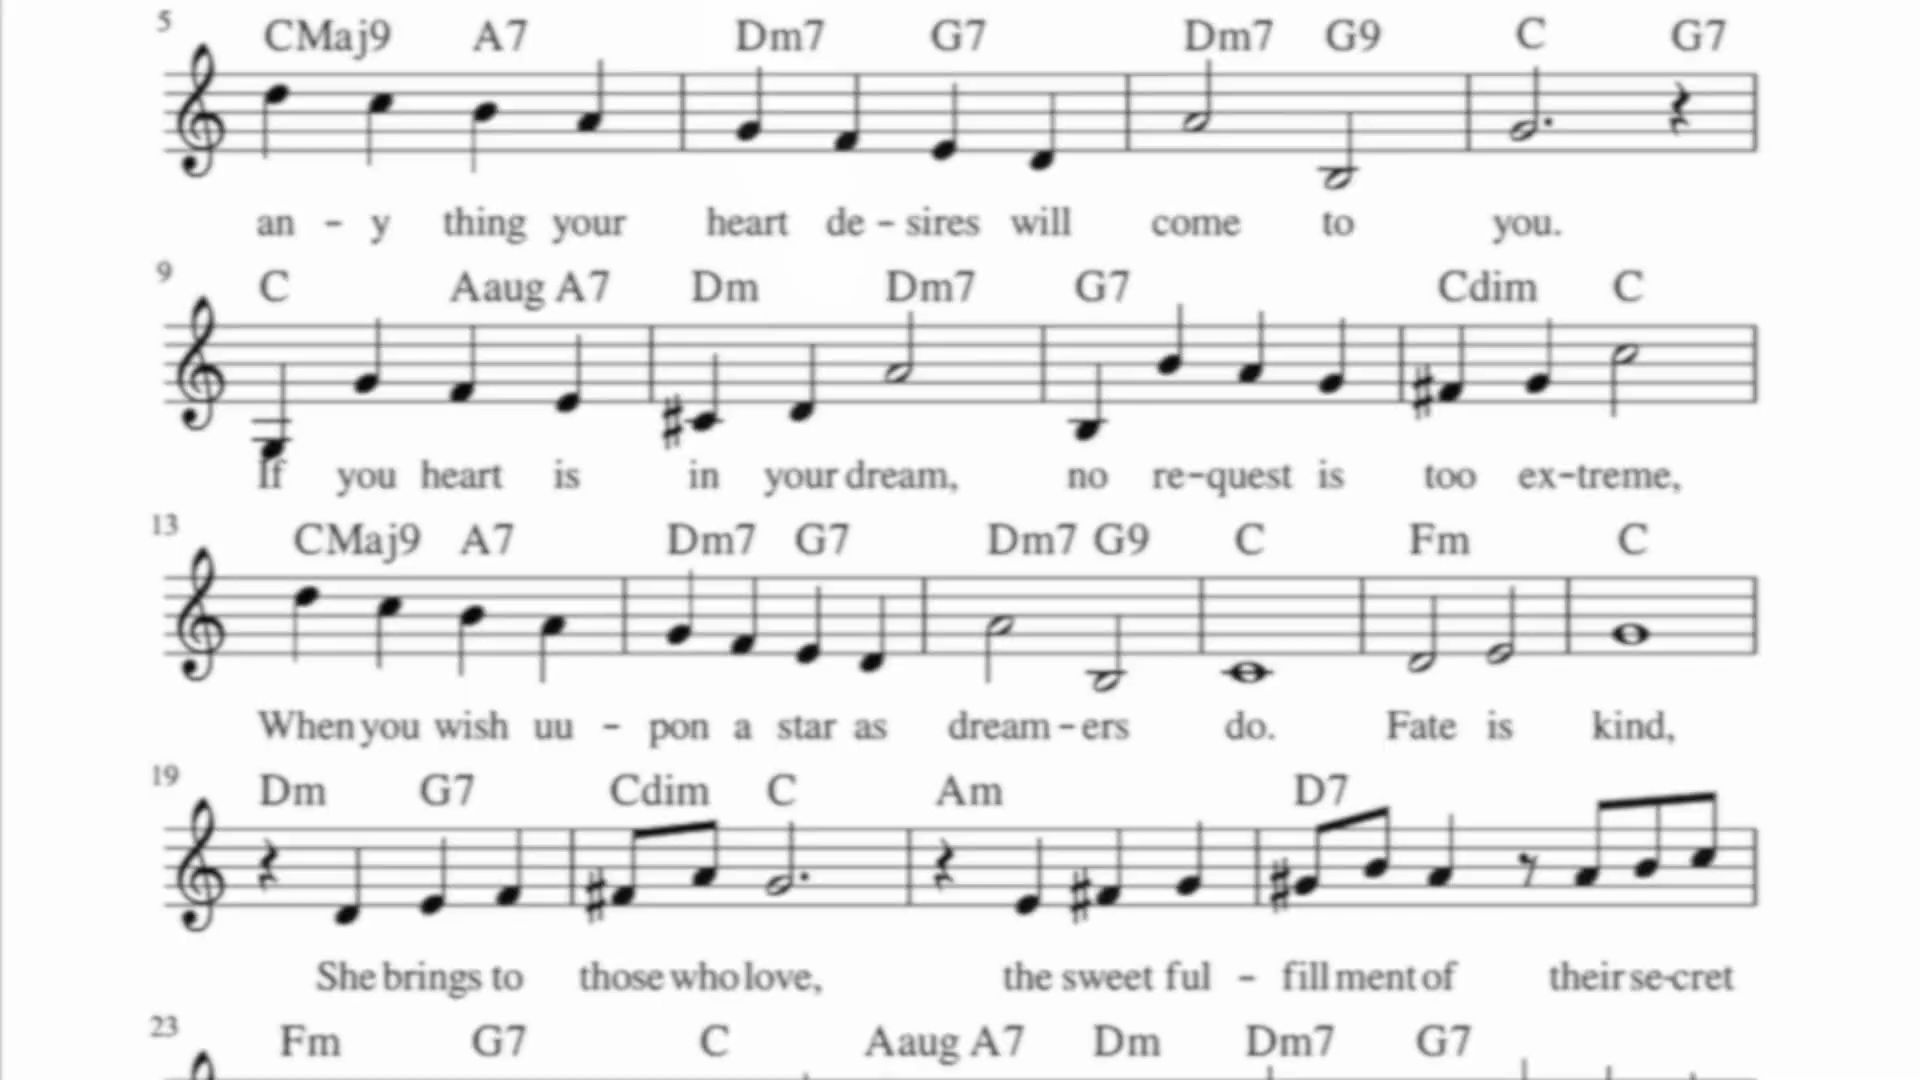 5 CMaj9 A7 Dm7 G7 Dm7 G9 C G7
an - y thing your heart de - sires will come to you.
9 C Aaug A7 Dm Dm7 G7 Cdim C
If you heart is in your dream, no re-quest is too ex-treme,
13 CMaj9 A7 Dm7 G7 Dm7 G9 C Fm C
When you wish uu - pon a star as dream - ers do. Fate is kind,
19 Dm G7 Cdim C Am D7
She brings to those who love, the sweet ful - fill ment of their se-cret
23 Fm G7 C Aaug A7 Dm Dm7 G7